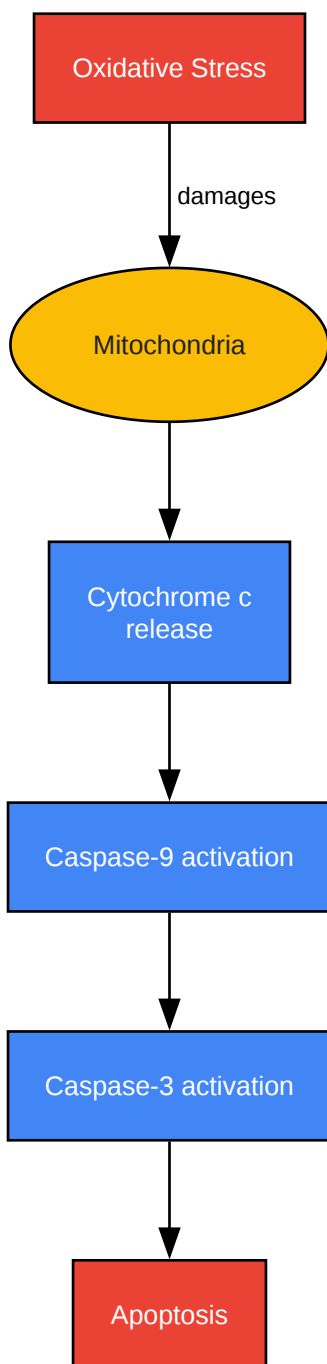 Oxidative Stress
damages
Mitochondria
Cytochrome c
release
Caspase-9 activation
Caspase-3 activation
Apoptosis